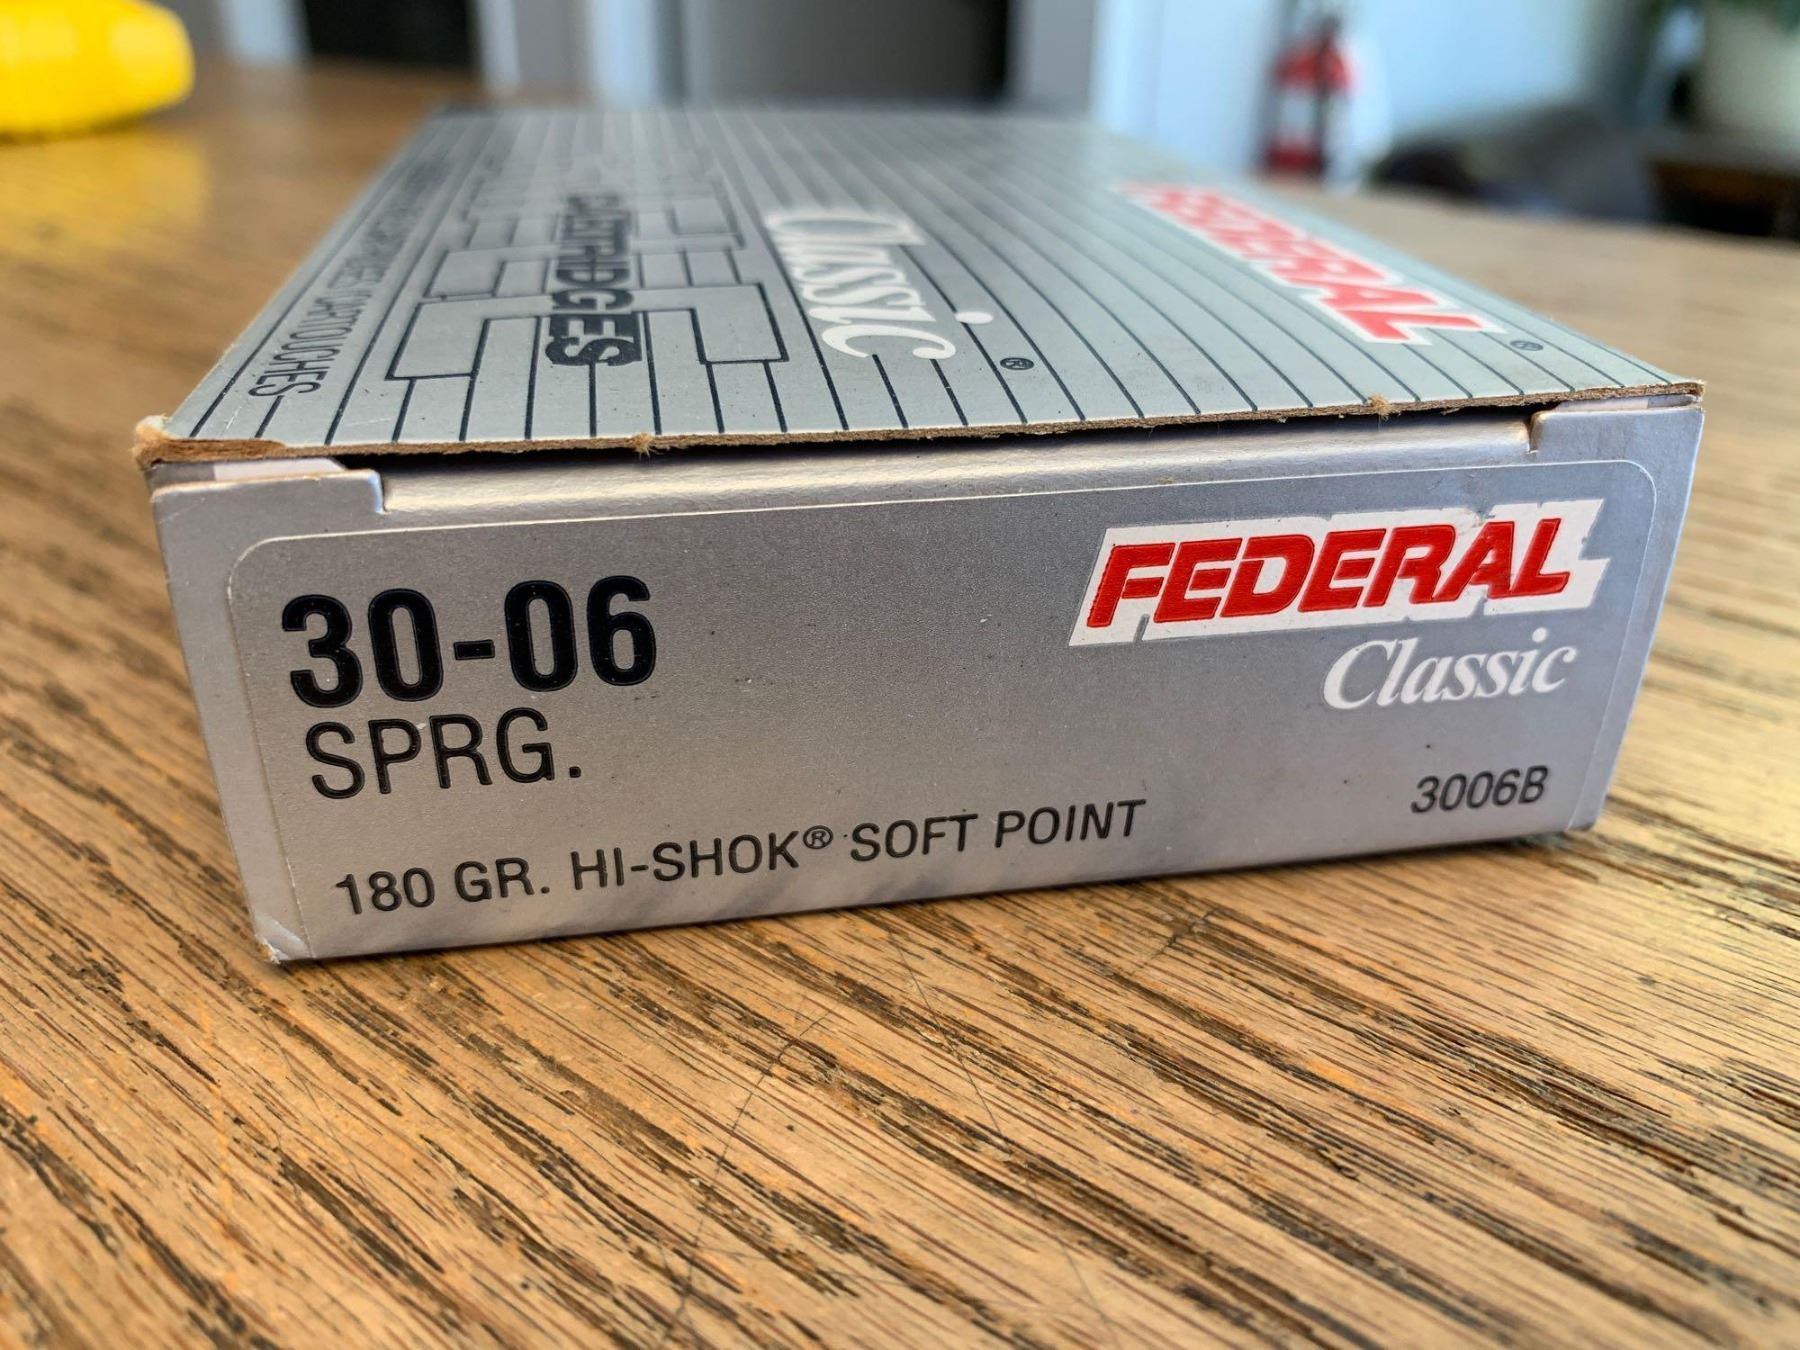 FEDERAL®
Classic®
CARTRIDGES
CARTOUCHES
30-06
SPRG.
180 GR. HI-SHOK® SOFT POINT
FEDERAL
Classic
3006B